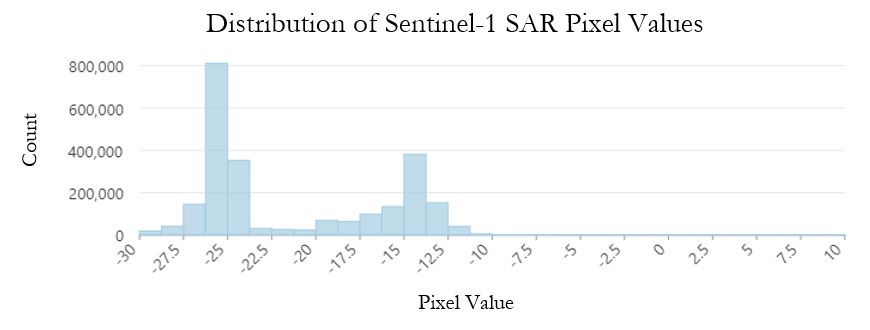 Distribution of Sentinel-1 SAR Pixel Values
Count
800,000
600,000
400,000
200,000
0
-30 -27.5 -25 -22.5 -20 -17.5 -15 -12.5 -10 -7.5 -5 -2.5 0 2.5 5 7.5 10
Pixel Value